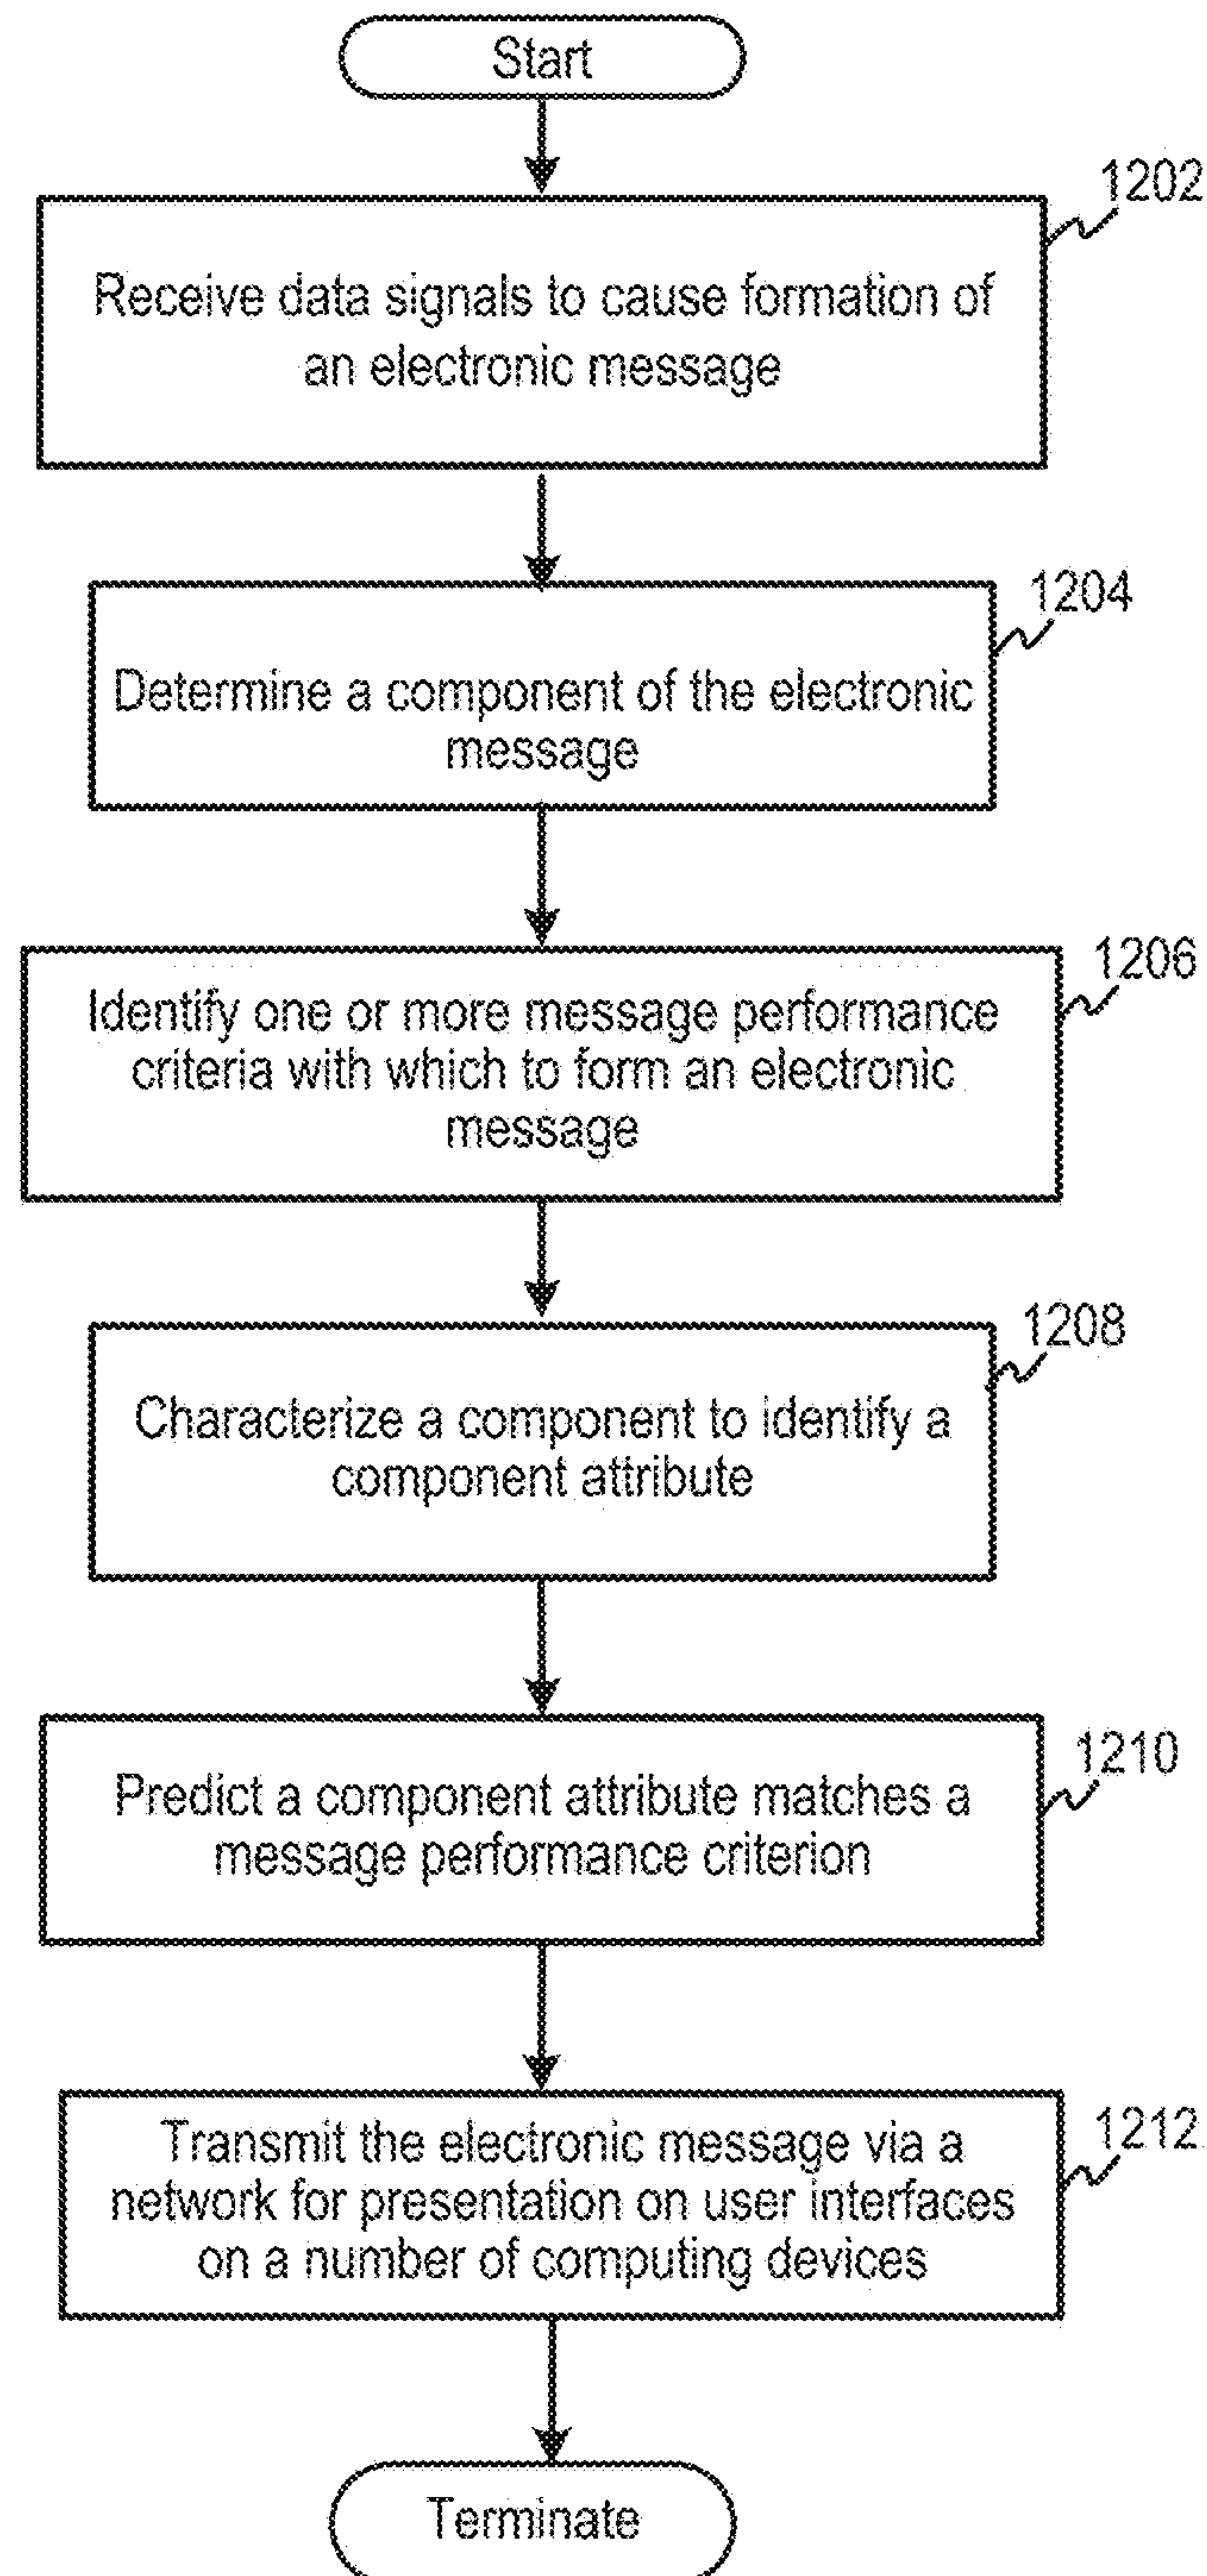 Start
1202
Receive data signals to cause formation of
an electronic message
1204
Determine a component of the electronic
message
1206
Identify one or more message performance
criteria with which to form an electronic
message
1208
Characterize a component to identify a
component attribute
1210
Predict a component attribute matches a
message performance criterion
1212
Transmit the electronic message via a
network for presentation on user interfaces
on a number of computing devices
Terminate